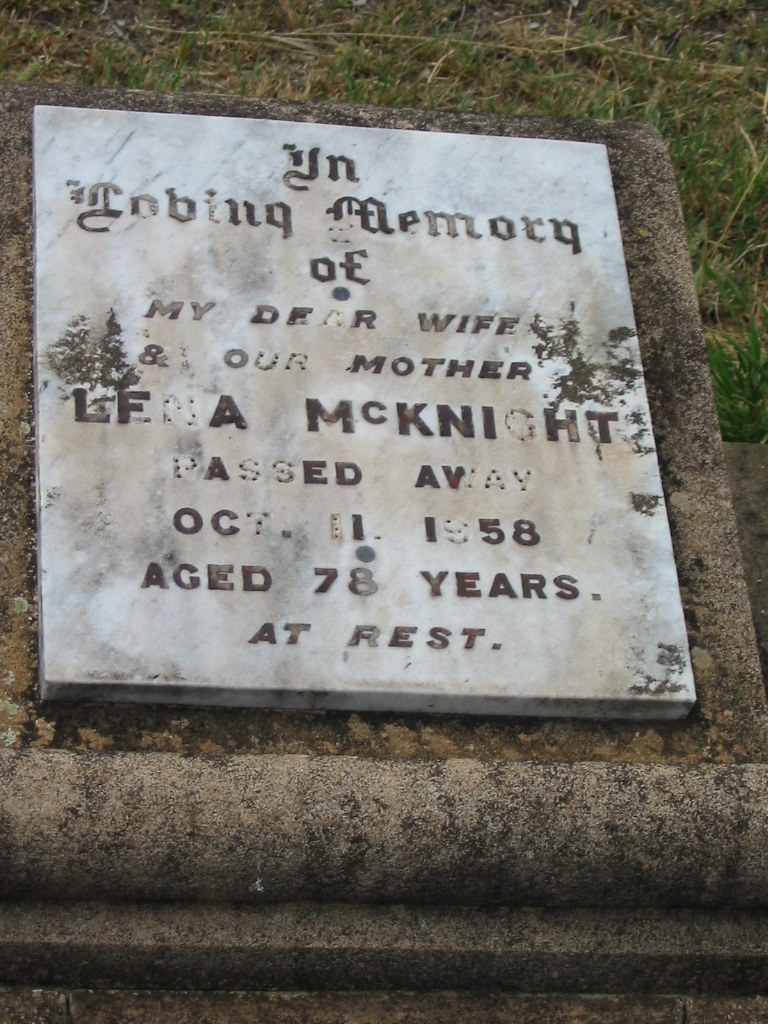 In
Loving Memory
of
MY DEAR WIFE
& OUR MOTHER
LENA McKNIGHT
PASSED AWAY
OCT. 11. 1958
AGED 78 YEARS.
AT REST.